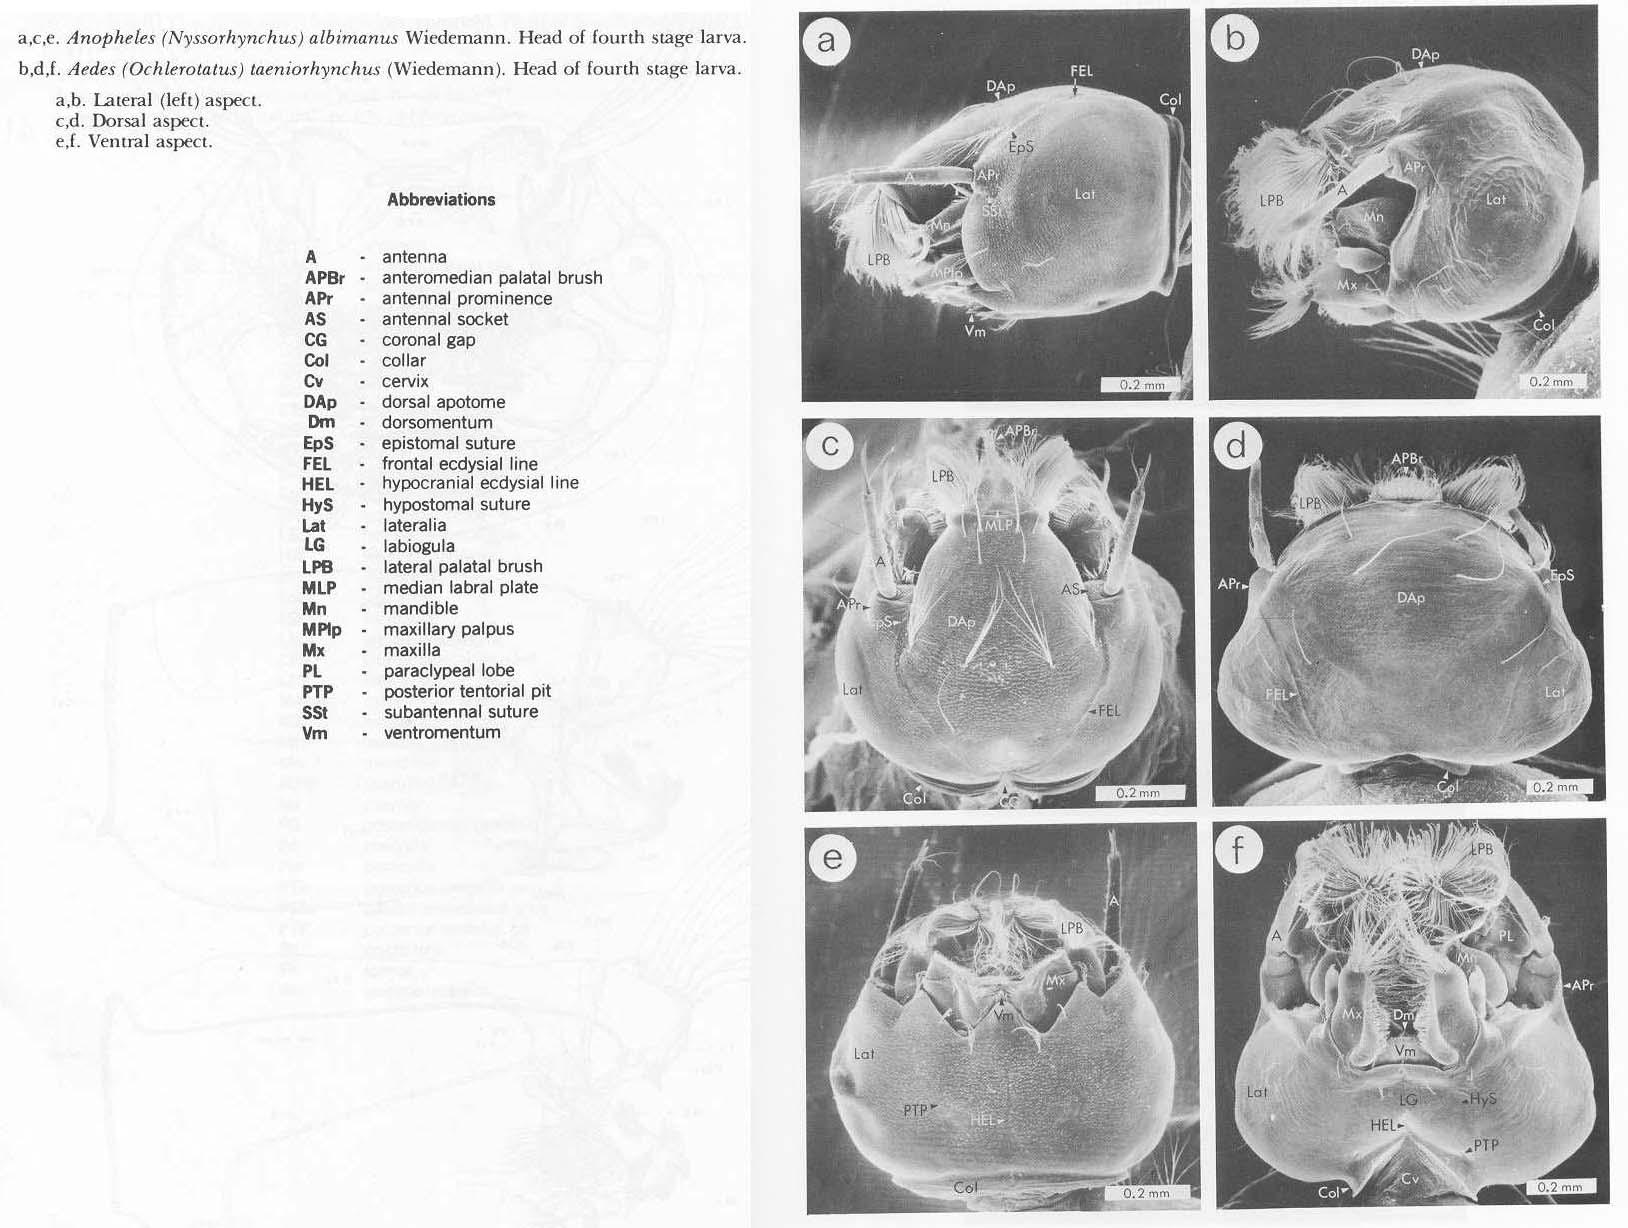 a,c,e. Anopheles (Nyssorhynchus) albimanus Wiedemann. Head of fourth stage larva.
b,d,f. Aedes (Ochlerotatus) taeniorhynchus (Wiedemann). Head of fourth stage larva.
a,b. Lateral (left) aspect.
c,d. Dorsal aspect.
e,f. Ventral aspect.
Abbreviations
A - antenna
APBr - anteromedian palatal brush
APr - antennal prominence
AS - antennal socket
CG - coronal gap
Col - collar
Cv - cervix
DAp - dorsal apotome
Dm - dorsomentum
EpS - epistomal suture
FEL - frontal ecdysial line
HEL - hypocranial ecdysial line
HyS - hypostomal suture
Lat - lateralia
LG - labiogula
LPB - lateral palatal brush
MLP - median labral plate
Mn - mandible
MPlp - maxillary palpus
Mx - maxilla
PL - paraclypeal lobe
PTP - posterior tentorial pit
SSt - subantennal suture
Vm - ventromentum
a
FEL
DAp
Col
EpS
A
APr
Lat
SSt
Mn
LPB
MPlp
Vm
0.2 mm
b
DAp
APr
A
LPB
Lat
Mn
Mx
Col
0.2 mm
c
APBr
LPB
MLP
A
AS
APr
EpS
DAp
Lat
FEL
Col
CG
0.2 mm
d
APBr
LPB
A
EpS
APr
DAp
FEL
Lat
Col
0.2 mm
e
A
LPB
Mx
Vm
Lat
PTP
HEL
Col
0.2 mm
f
LPB
A
PL
Mn
APr
Mx
Dm
Vm
Lat
LG
HyS
HEL
PTP
Cv
Col
0.2 mm